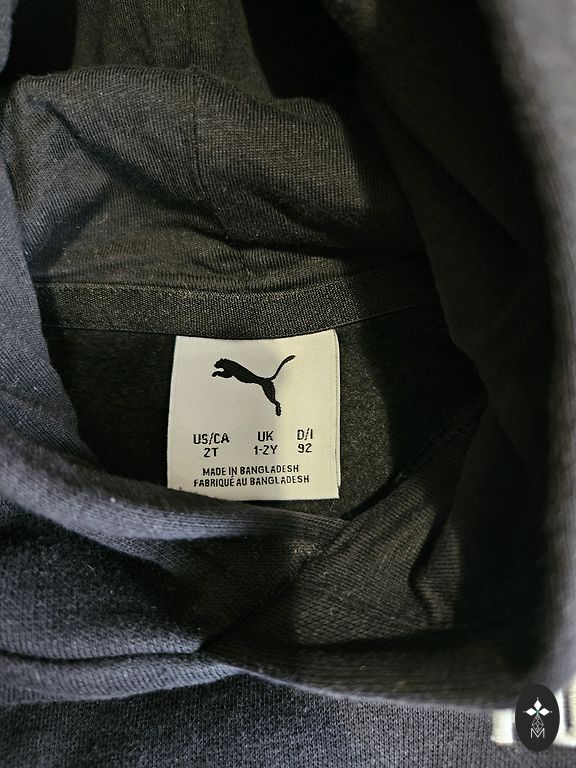 US/CA UK D/I
2T 1-2Y 92
MADE IN BANGLADESH
FABRIQUÉ AU BANGLADESH
M